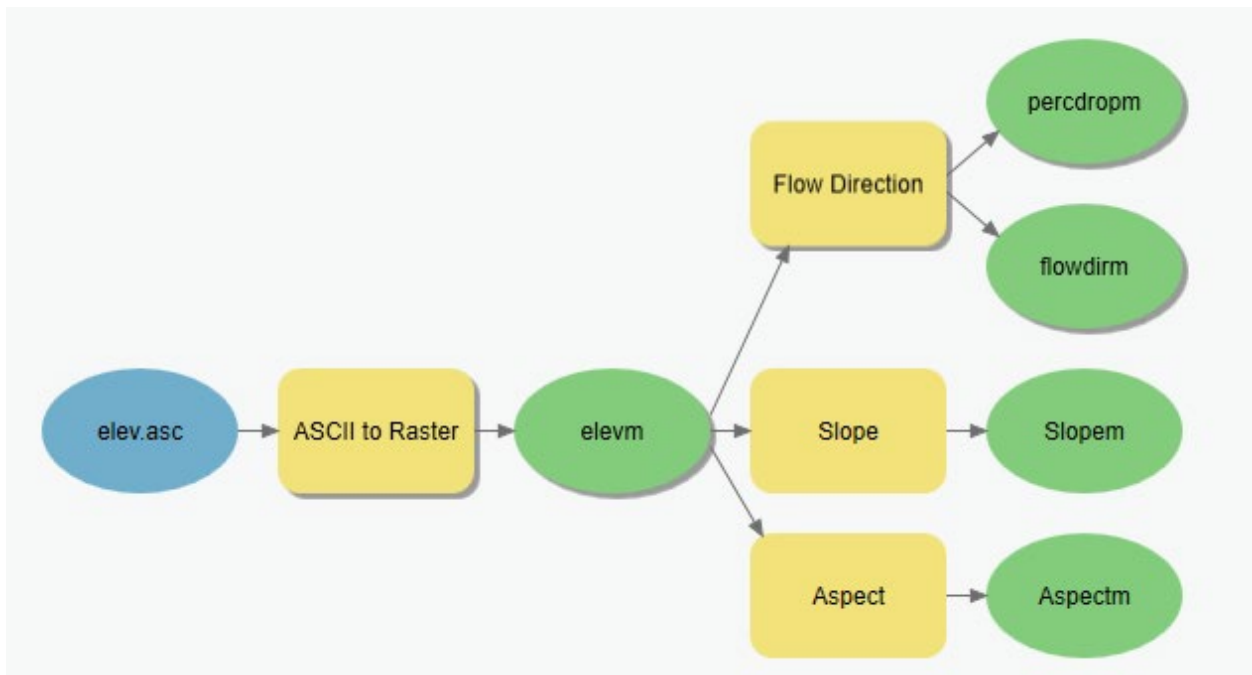 percdropm
Flow Direction
flowdirm
elev.asc
ASCII to Raster
elevm
Slope
Slopem
Aspect
Aspectm